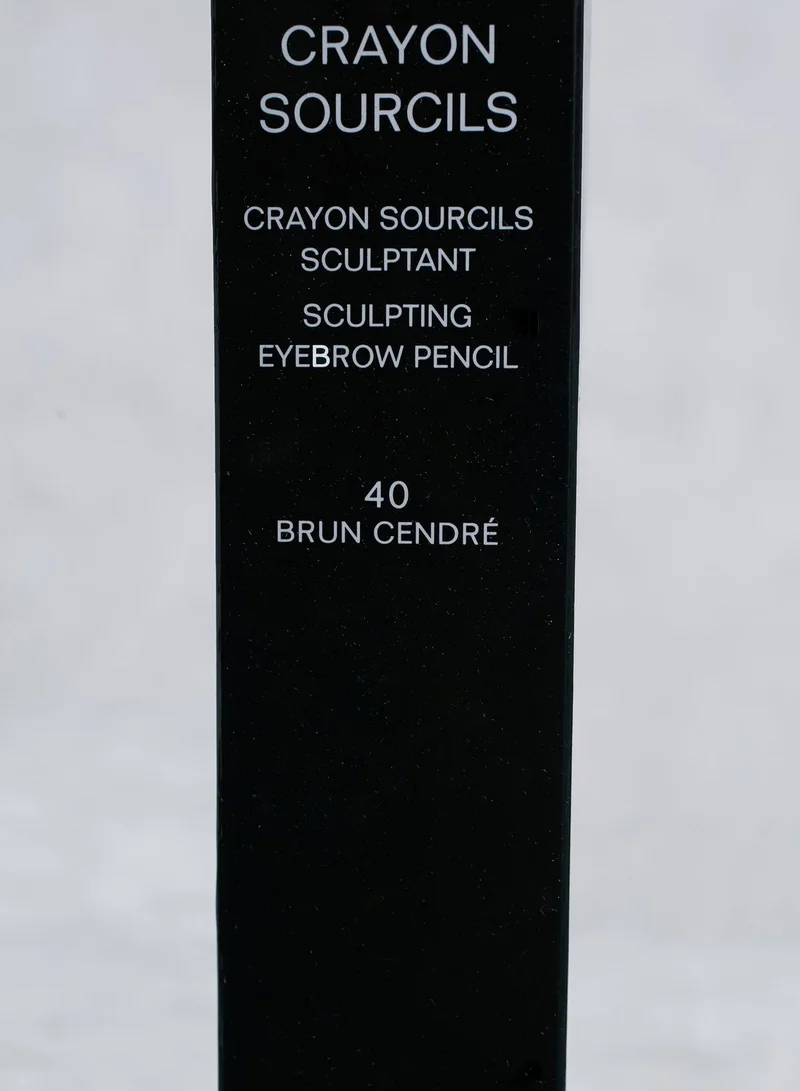 CRAYON
SOURCILS
CRAYON SOURCILS
SCULPTANT
SCULPTING
EYEBROW PENCIL
40
BRUN CENDRÉ